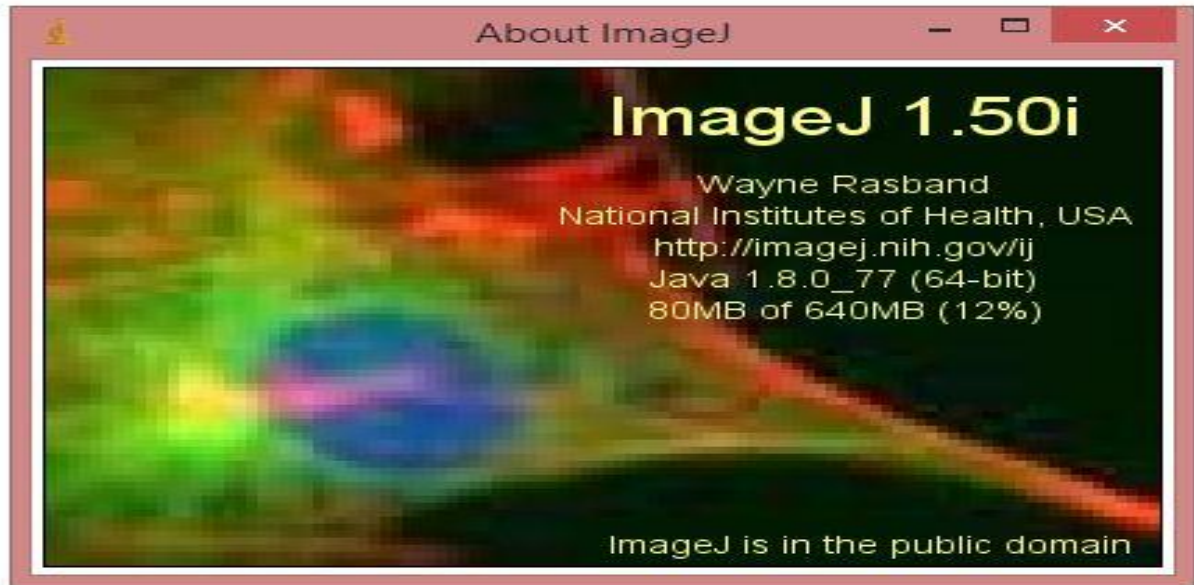 About ImageJ
ImageJ 1.50i
Wayne Rasband
National Institutes of Health, USA
http://imagej.nih.gov/ij
Java 1.8.0_77 (64-bit)
80MB of 640MB (12%)
ImageJ is in the public domain